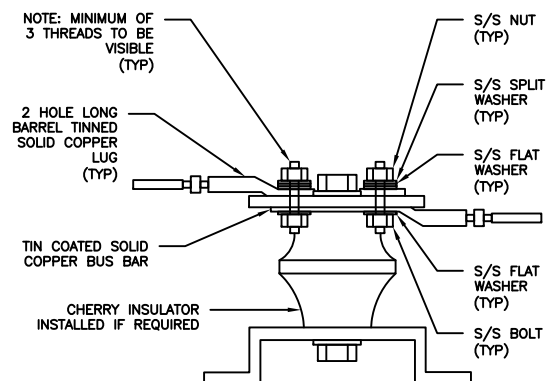 NOTE: MINIMUM OF
3 THREADS TO BE
VISIBLE
(TYP)
2 HOLE LONG
BARREL TINNED
SOLID COPPER
LUG
(TYP)
TIN COATED SOLID
COPPER BUS BAR
CHERRY INSULATOR
INSTALLED IF REQUIRED
S/S NUT
(TYP)
S/S SPLIT
WASHER
(TYP)
S/S FLAT
WASHER
(TYP)
S/S FLAT
WASHER
(TYP)
S/S BOLT
(TYP)